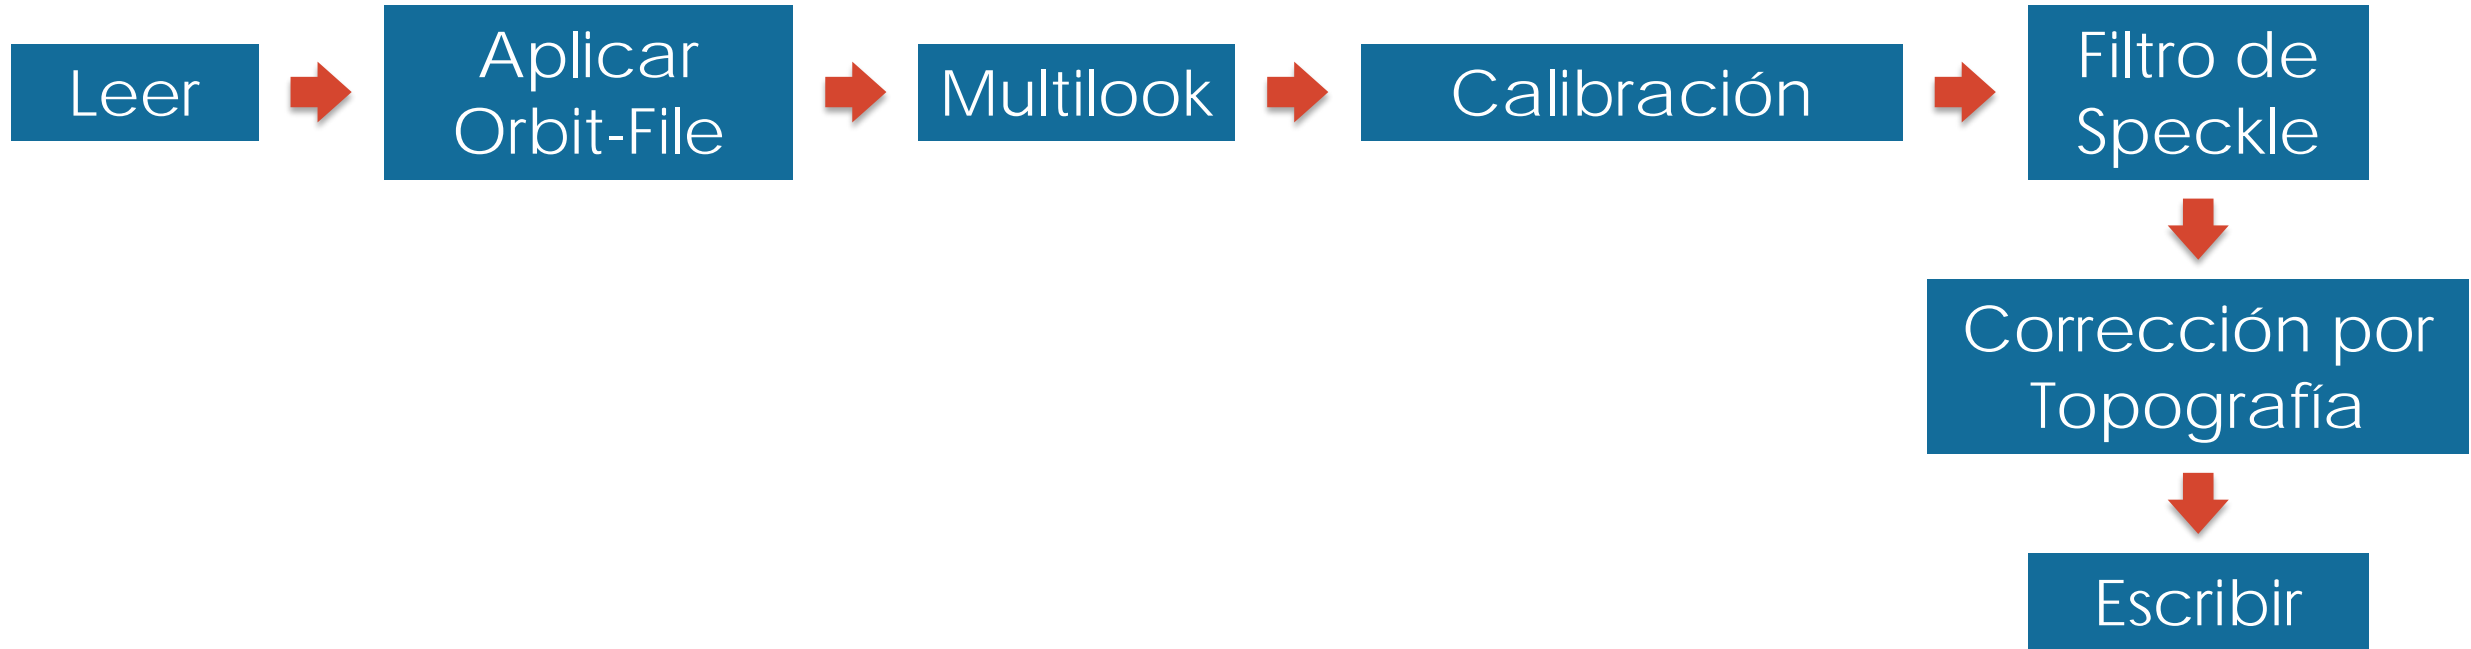 Leer
Aplicar
Orbit-File
Multilook
Calibración
Filtro de
Speckle
Corrección por
Topografía
Escribir